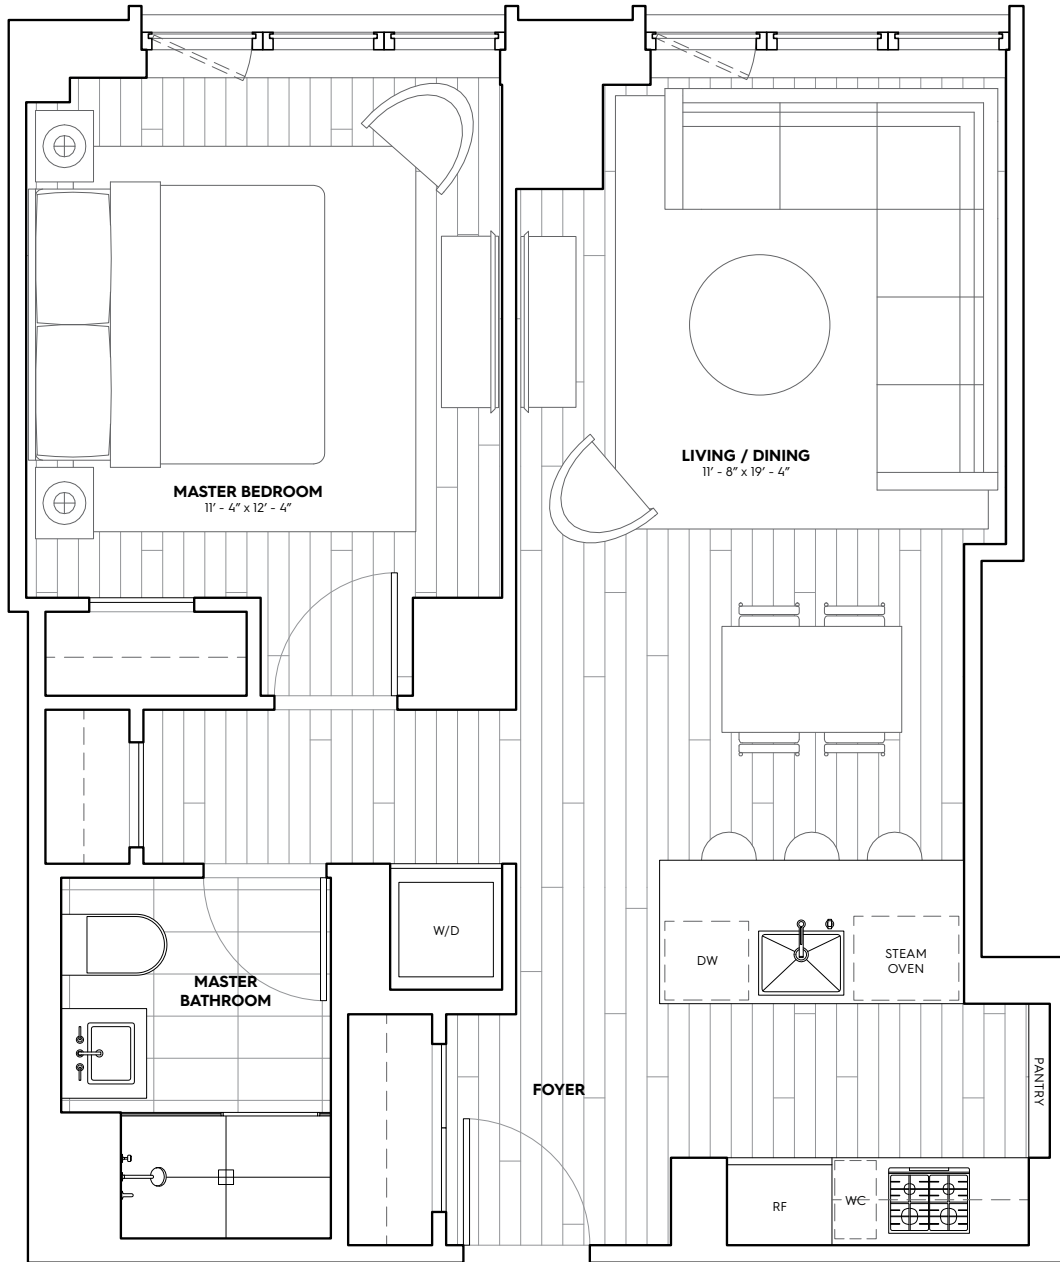 MASTER BEDROOM
11' - 4" x 12' - 4"
LIVING / DINING
11' - 8" x 19' - 4"
W/D
DW
STEAM
OVEN
MASTER
BATHROOM
FOYER
PANTRY
RF
WC